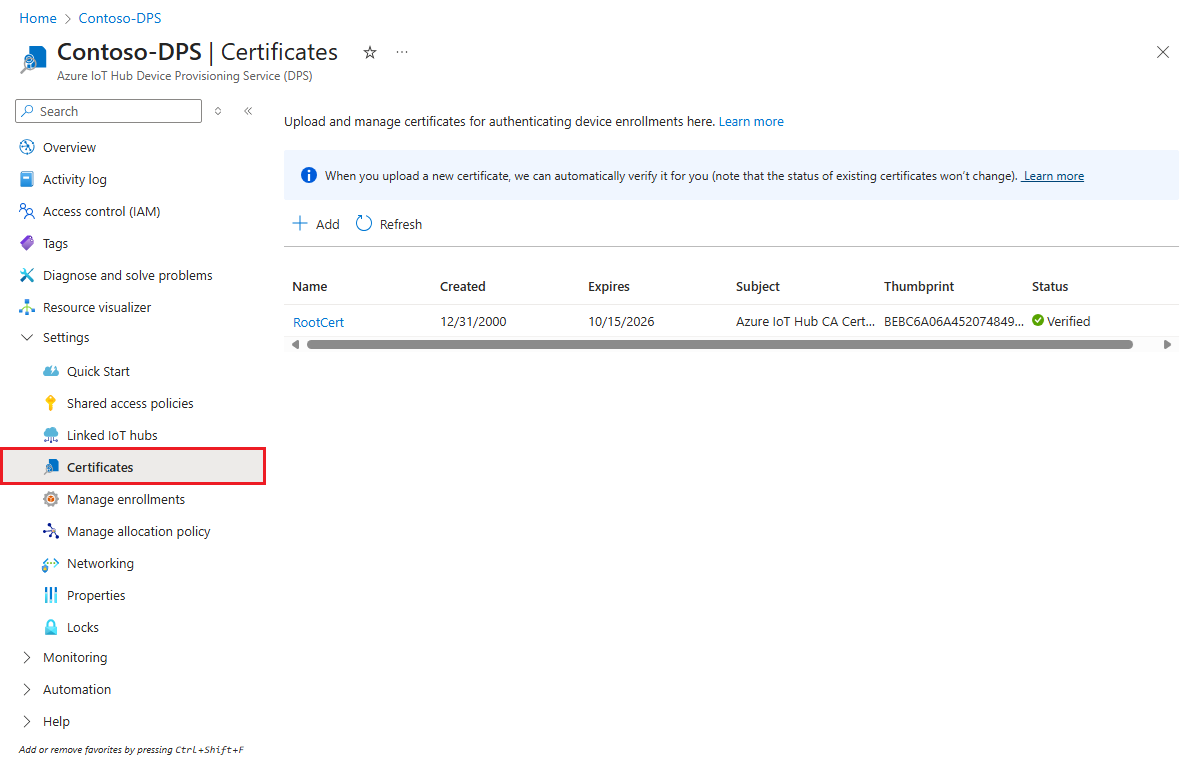 Home > Contoso-DPS
Contoso-DPS | Certificates ☆ ···
Azure IoT Hub Device Provisioning Service (DPS)
Search
Overview
Activity log
Access control (IAM)
Tags
Diagnose and solve problems
Resource visualizer
Settings
Quick Start
Shared access policies
Linked IoT hubs
Certificates
Manage enrollments
Manage allocation policy
Networking
Properties
Locks
Monitoring
Automation
Help
Add or remove favorites by pressing Ctrl+Shift+F
Upload and manage certificates for authenticating device enrollments here. Learn more
When you upload a new certificate, we can automatically verify it for you (note that the status of existing certificates won't change). Learn more
Add Refresh
Name Created Expires Subject Thumbprint Status
RootCert 12/31/2000 10/15/2026 Azure IoT Hub CA Cert... BEBC6A06A452074849... Verified